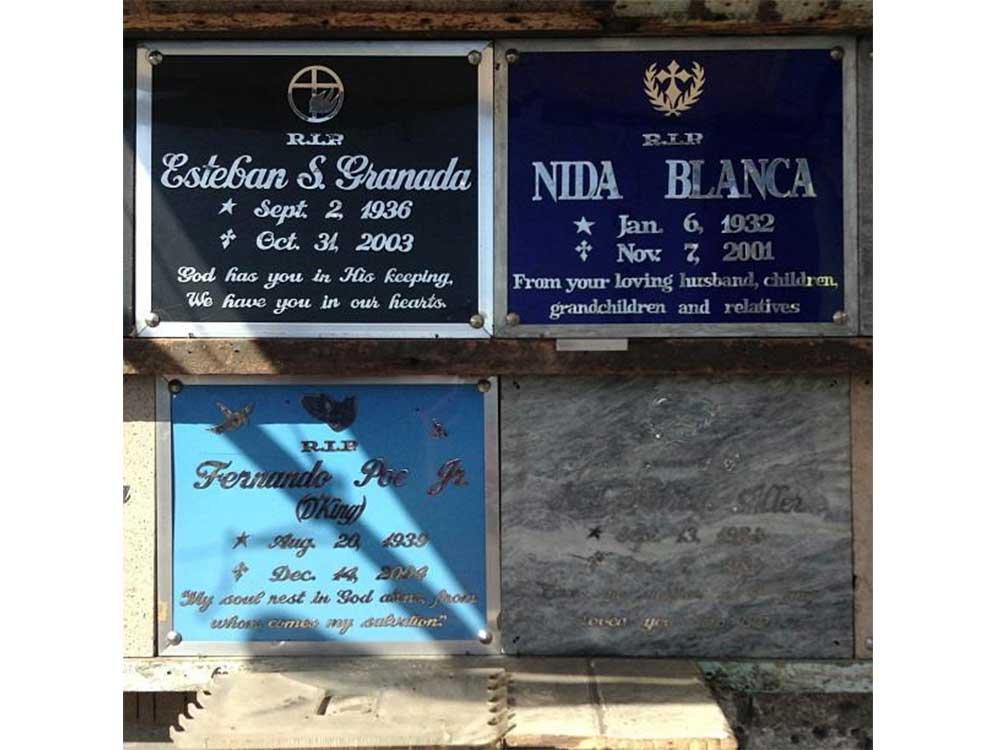 R.I.P.
Esteban S. Granada
Sept. 2, 1936
Oct. 31, 2003
God has you in His keeping,
We have you in our hearts.
R.I.P.
NIDA BLANCA
Jan. 6, 1932
Nov. 7, 2001
From your loving husband, children,
grandchildren and relatives
R.I.P.
Fernando Poe Jr.
(D'King)
Aug. 20, 1939
Dec. 14, 2004
"My soul rest in God alone, from
whom comes my salvation."
Sept. 13,